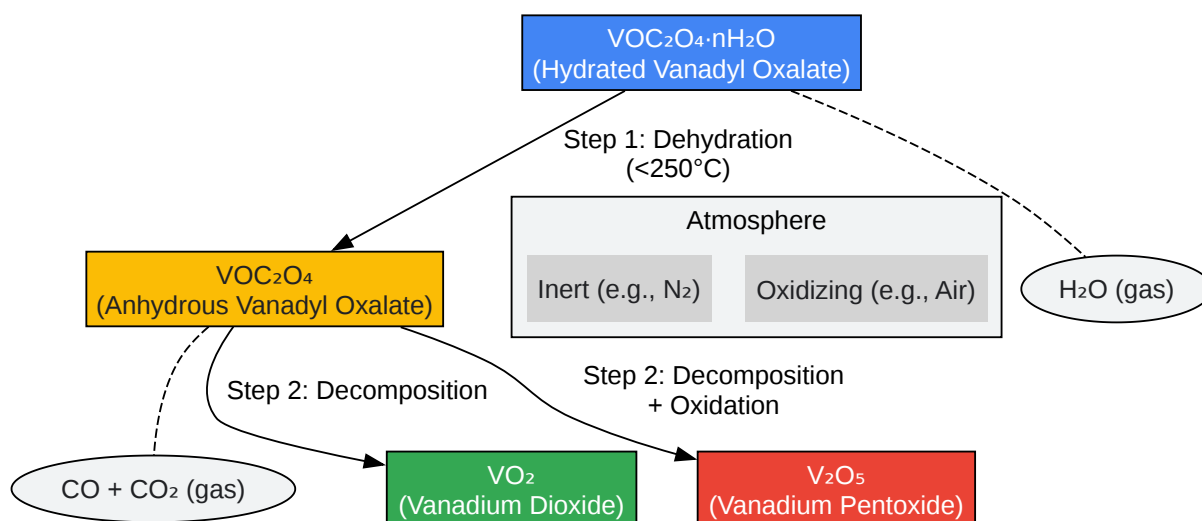 VOC₂O₄·nH₂O
(Hydrated Vanadyl Oxalate)
Step 1: Dehydration
(<250°C)
Atmosphere
Inert (e.g., N₂)
Oxidizing (e.g., Air)
H₂O (gas)
VOC₂O₄
(Anhydrous Vanadyl Oxalate)
Step 2: Decomposition
Step 2: Decomposition
+ Oxidation
CO + CO₂ (gas)
VO₂
(Vanadium Dioxide)
V₂O₅
(Vanadium Pentoxide)